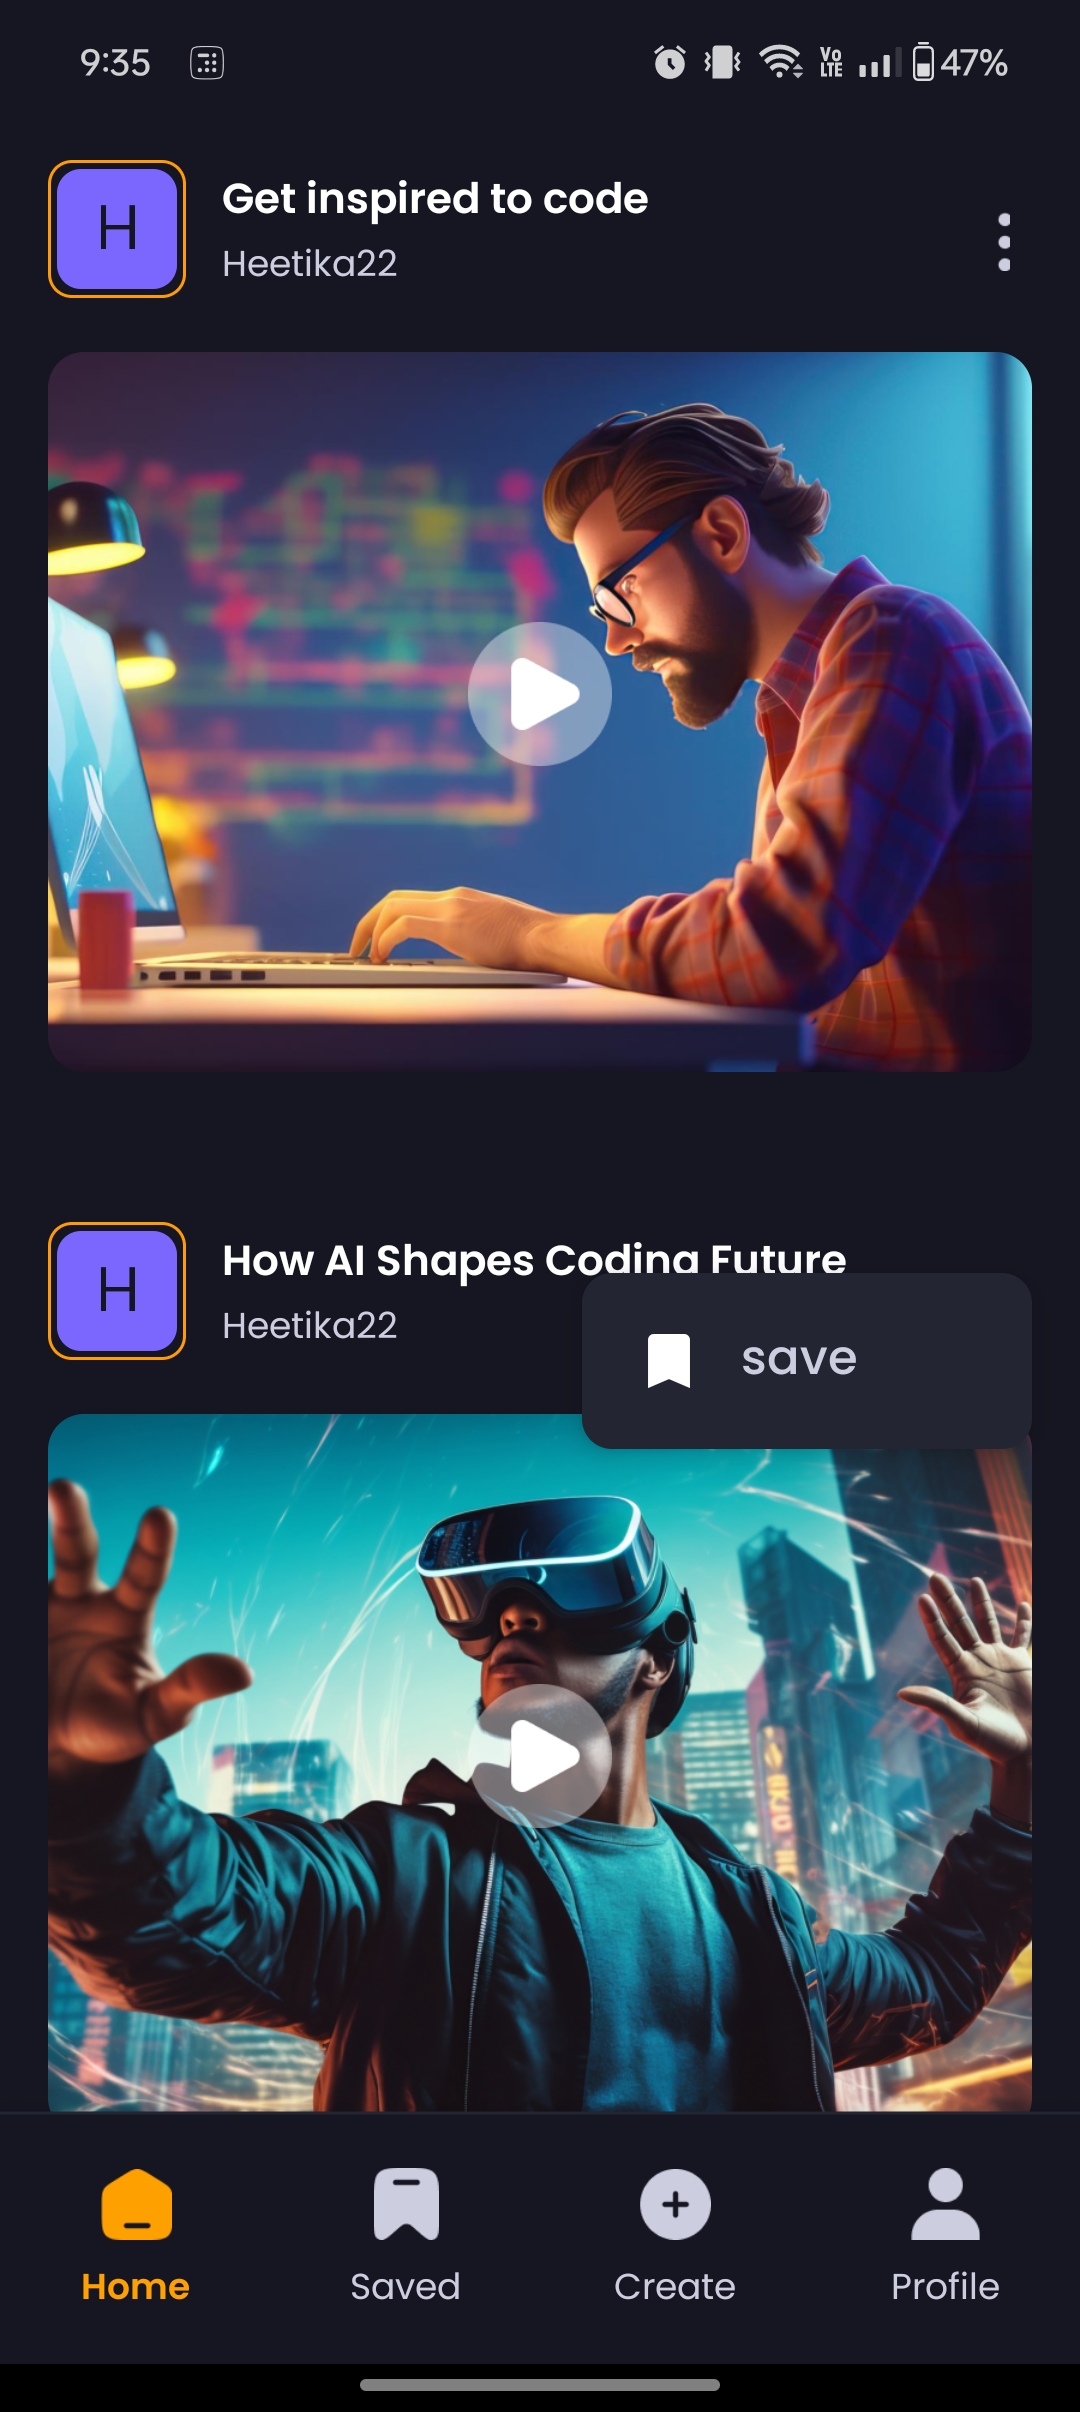 9:35
Vo
LTE
47%
H
Get inspired to code
Heetika22
H
How AI Shapes Coding Future
Heetika22
save
Home
Saved
Create
Profile